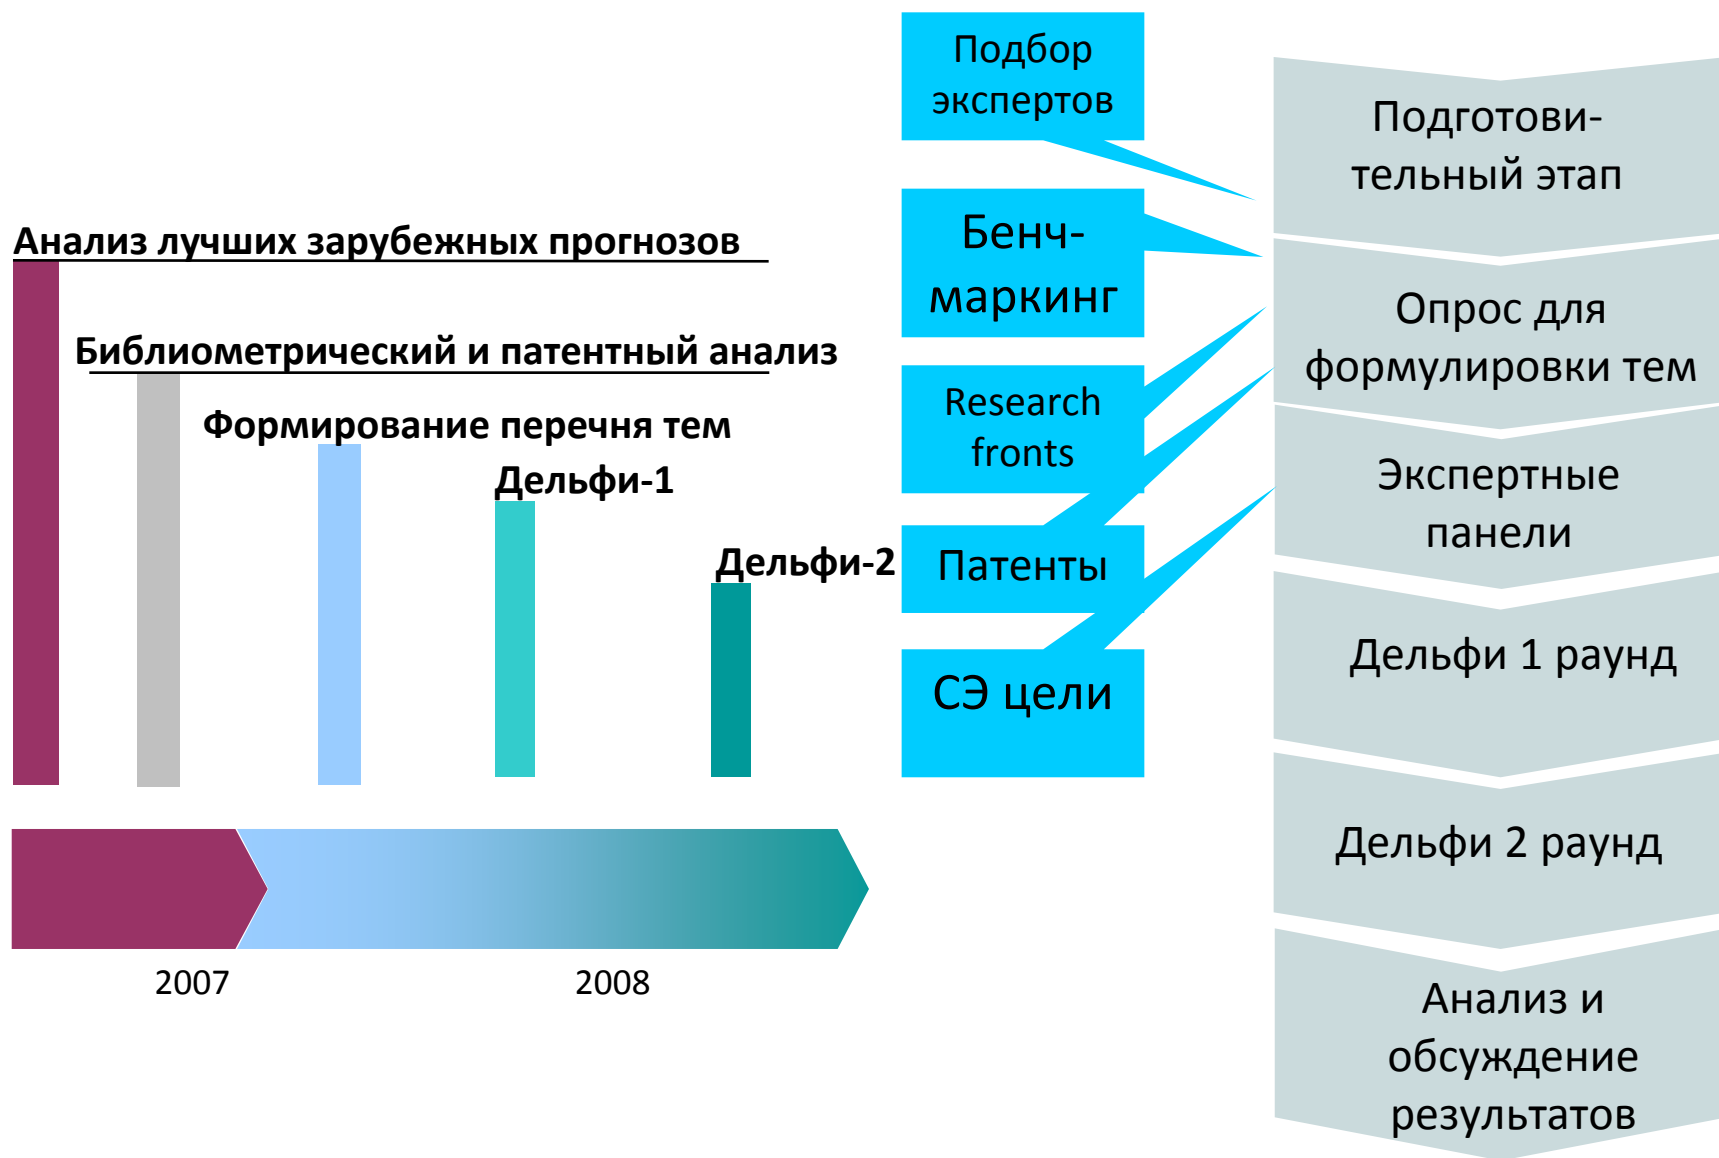 Анализ лучших зарубежных прогнозов
Библиометрический и патентный анализ
Формирование перечня тем
Дельфи-1
Дельфи-2
2007
2008
Подбор
экспертов
Бенч-
маркинг
Research
fronts
Патенты
СЭ цели
Подготови-
тельный этап
Опрос для
формулировки тем
Экспертные
панели
Дельфи 1 раунд
Дельфи 2 раунд
Анализ и
обсуждение
результатов